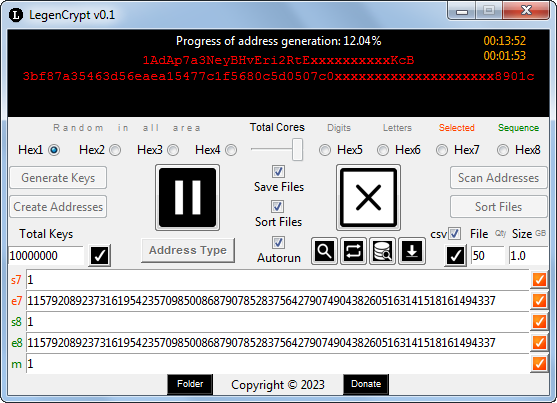 LegenCrypt v0.1
Progress of address generation: 12.04%
00:13:52
00:01:53
1AdAp7a3NeyBHvEri2RtExxxxxxxxxxKcB
3bf87a35463d56eaea15477c1f5680c5d0507c0xxxxxxxxxxxxxxxxxxxxx8901c
Random in all area
Total Cores
Digits
Letters
Selected
Sequence
Hex1
Hex2
Hex3
Hex4
Hex5
Hex6
Hex7
Hex8
Generate Keys
Scan Addresses
Save Files
Create Addresses
Sort Files
Sort Files
Total Keys
csv
File
Qty
Size
GB
Address Type
Autorun
10000000
50
1.0
s7
1
e7
115792089237316195423570985008687907852837564279074904382605163141518161494337
s8
1
e8
115792089237316195423570985008687907852837564279074904382605163141518161494337
m
1
Folder
Copyright © 2023
Donate